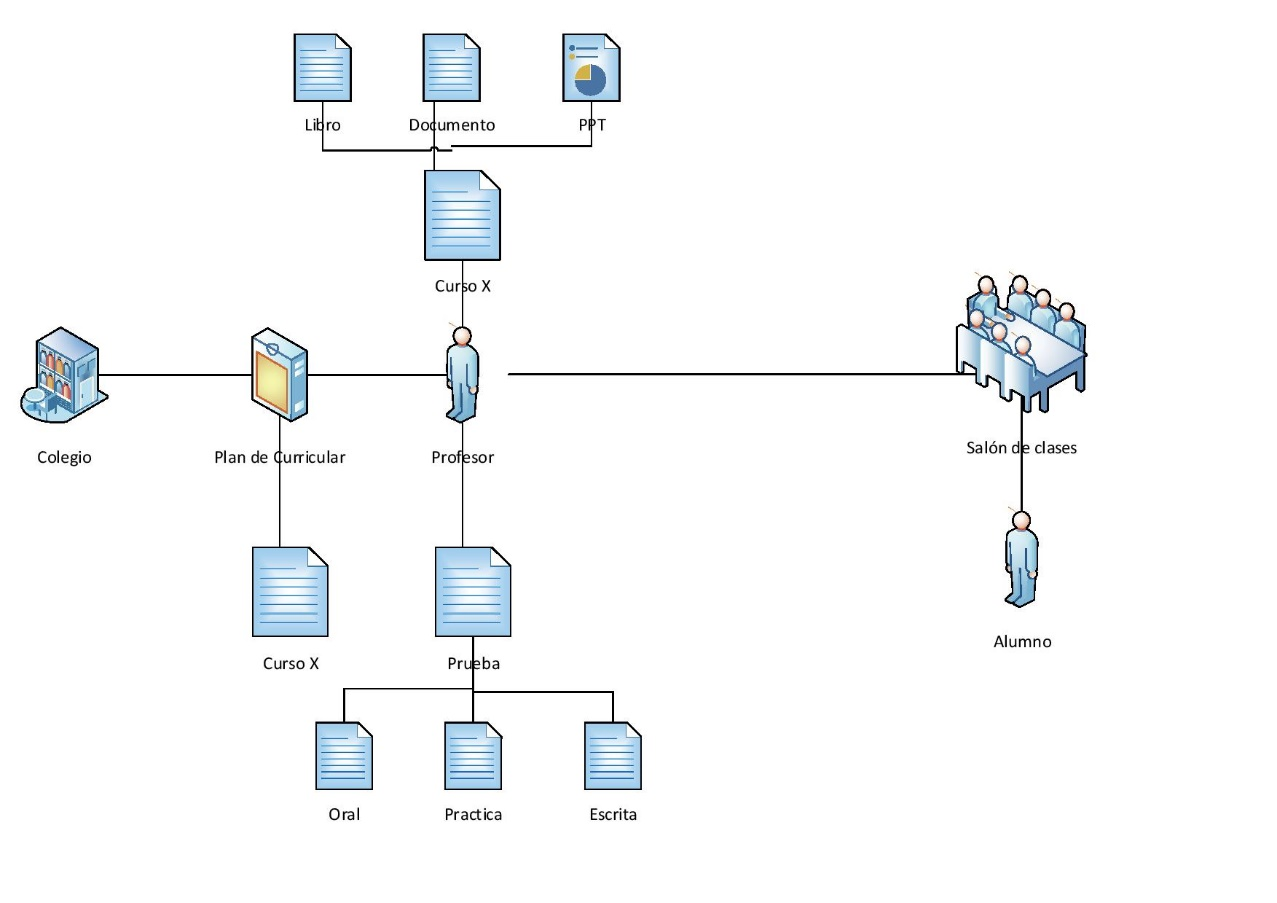 Libro
Documento
PPT
Curso X
Colegio
Plan de Curricular
Profesor
Salón de clases
Curso X
Prueba
Alumno
Oral
Practica
Escrita